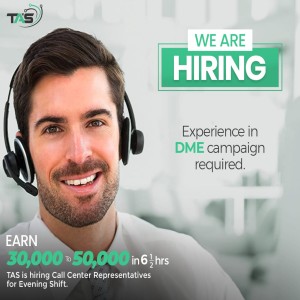 TAS
WE ARE
HIRING
Experience in
DME campaign
required.
EARN
30,000 to 50,000 in 6 1/2 hrs
TAS is hiring Call Center Representatives
for Evening Shift.